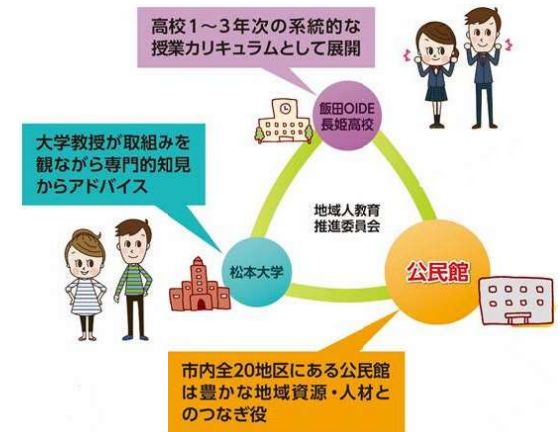 高校1〜3年次の系統的な
授業カリキュラムとして展開
飯田OIDE
長姫高校
大学教授が取組みを
観ながら専門的知見
からアドバイス
地域人教育
推進委員会
松本大学
公民館
市内全20地区にある公民館
は豊かな地域資源・人材と
のつなぎ役